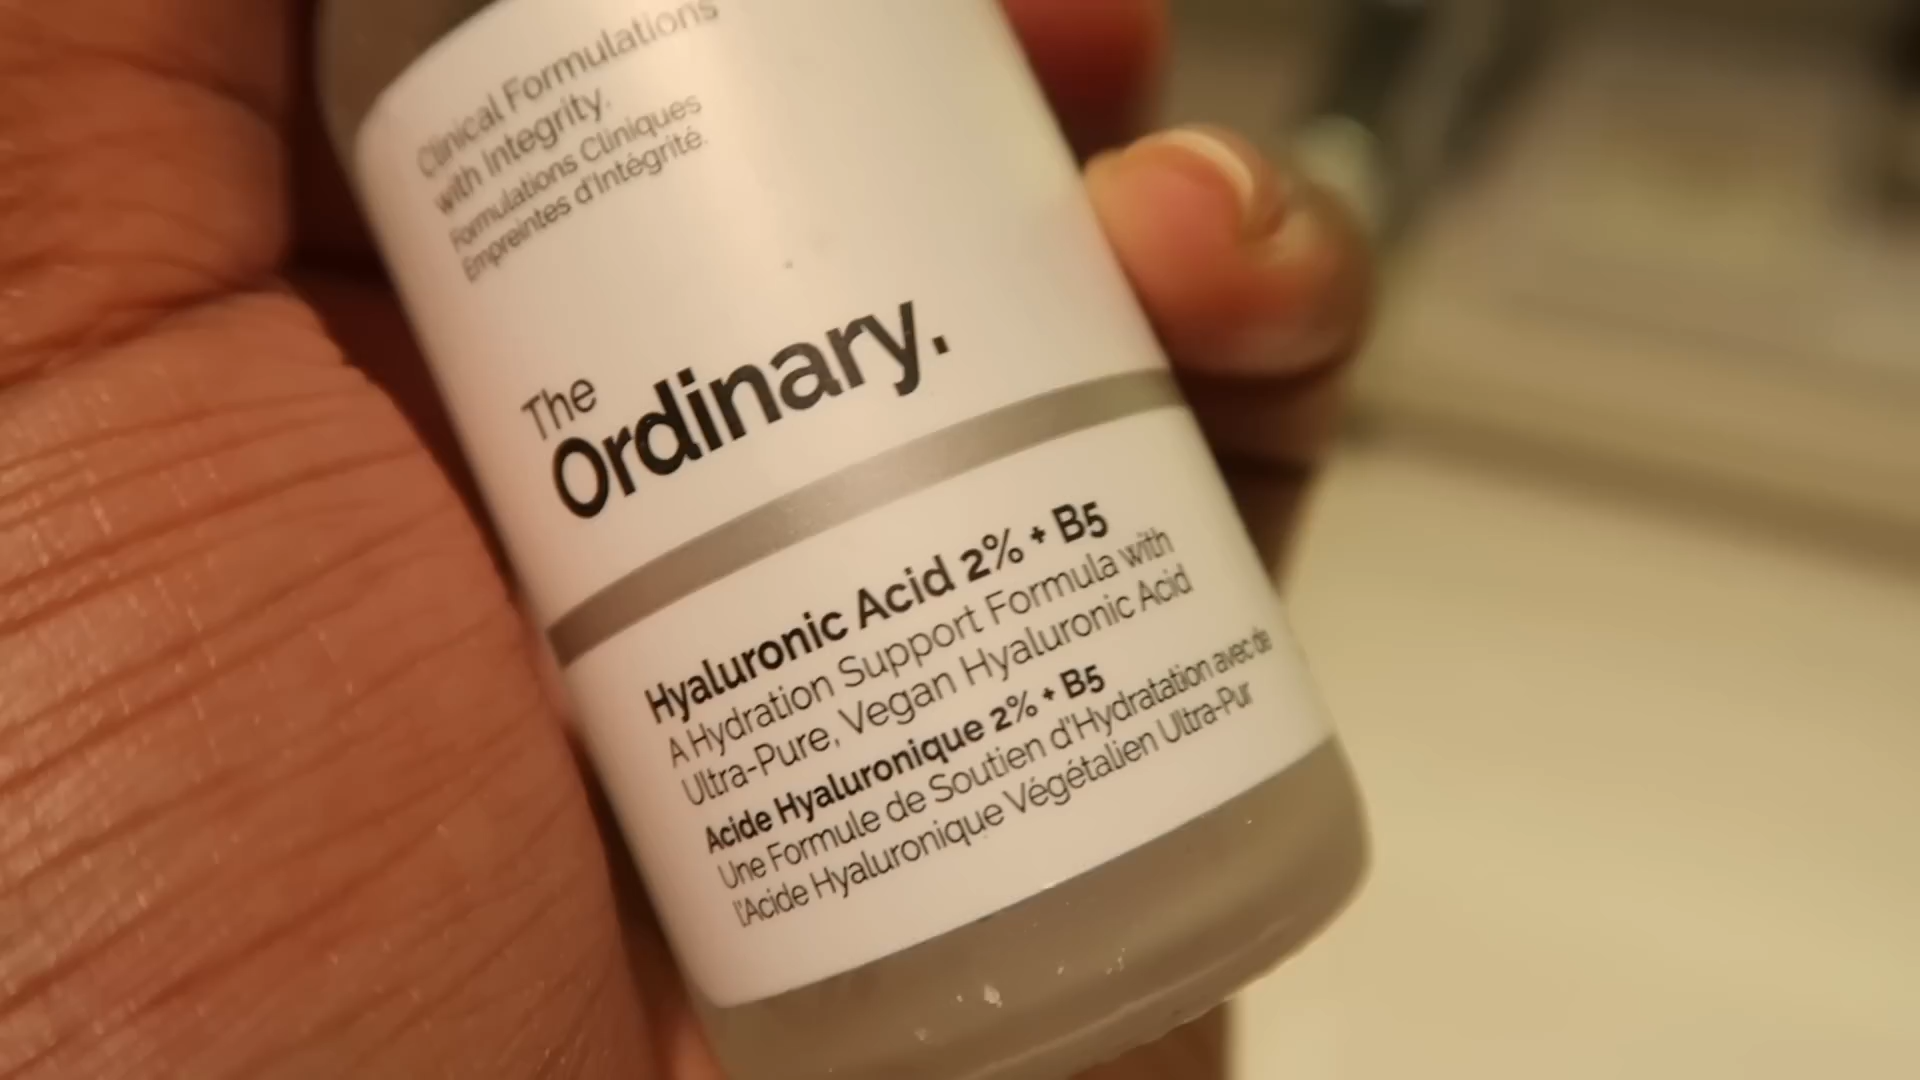 Clinical Formulations
with Integrity.
Formulations Cliniques
Empreintes d'Intégrité.
The
Ordinary.
Hyaluronic Acid 2% + B5
A Hydration Support Formula with
Ultra-Pure, Vegan Hyaluronic Acid
Acide Hyaluronique 2% + B5
Une Formule de Soutien d'Hydratation avec de
l'Acide Hyaluronique Végétalien Ultra-Pur